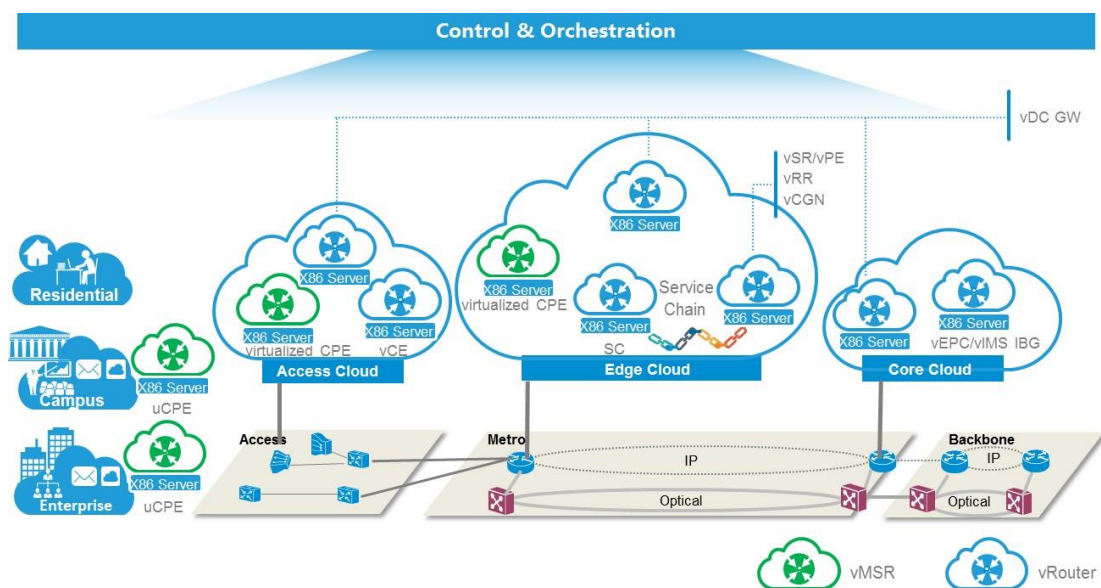 Control & Orchestration
vDC GW
vSR/vPE
vRR
vCGN
X86 Server
X86 Server
X86 Server
virtualized CPE
X86 Server
vCE
Access Cloud
X86 Server
X86 Server
virtualized CPE
X86 Server
SC
Service
Chain
X86 Server
Edge Cloud
X86 Server
X86 Server
vEPC/vIMS IBG
Core Cloud
Residential
Campus
X86 Server
uCPE
Enterprise
X86 Server
uCPE
Access
Metro
IP
Optical
Backbone
IP
Optical
vMSR
vRouter